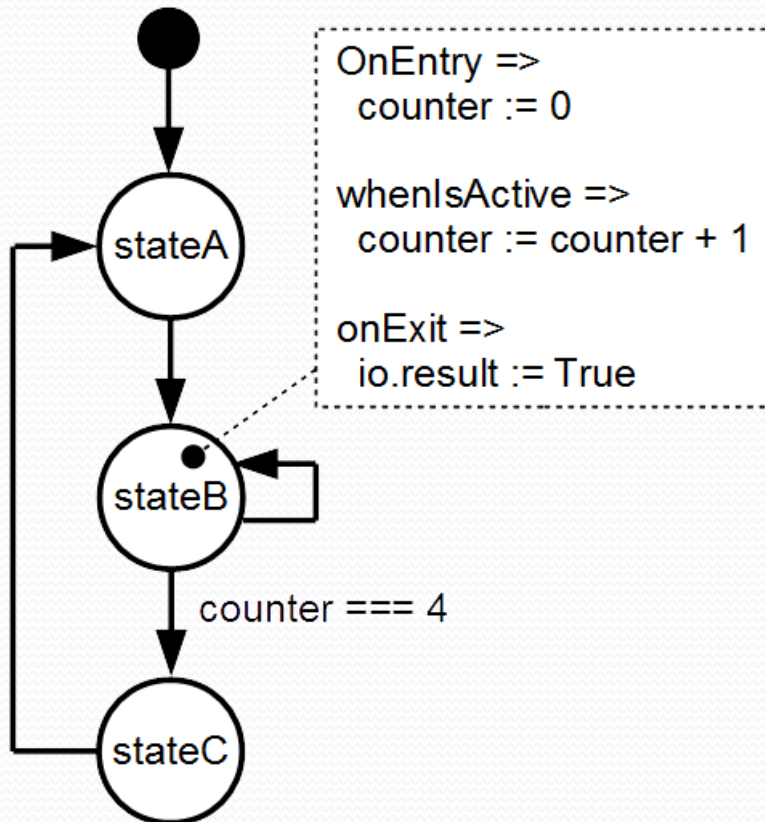 OnEntry =>
counter := 0
whenIsActive =>
counter := counter + 1
onExit =>
io.result := True
stateA
stateB
counter === 4
stateC